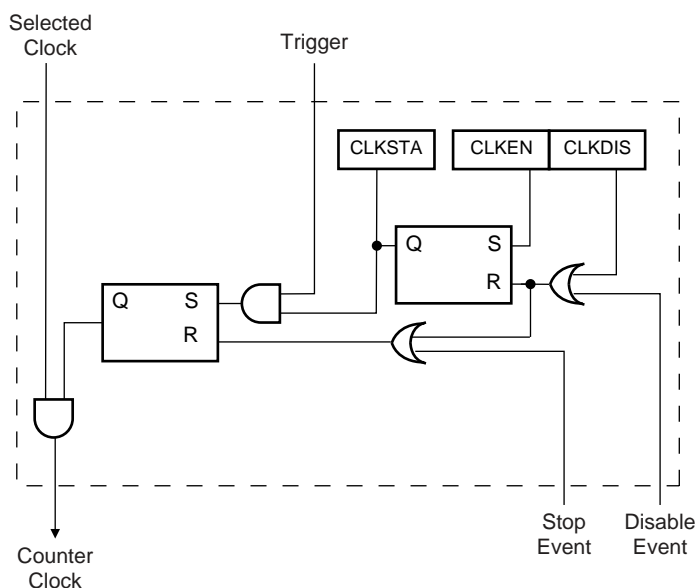 Selected
Clock
Trigger
CLKSTA
CLKEN
CLKDIS
Q
S
R
Q
S
R
Stop
Event
Disable
Event
Counter
Clock